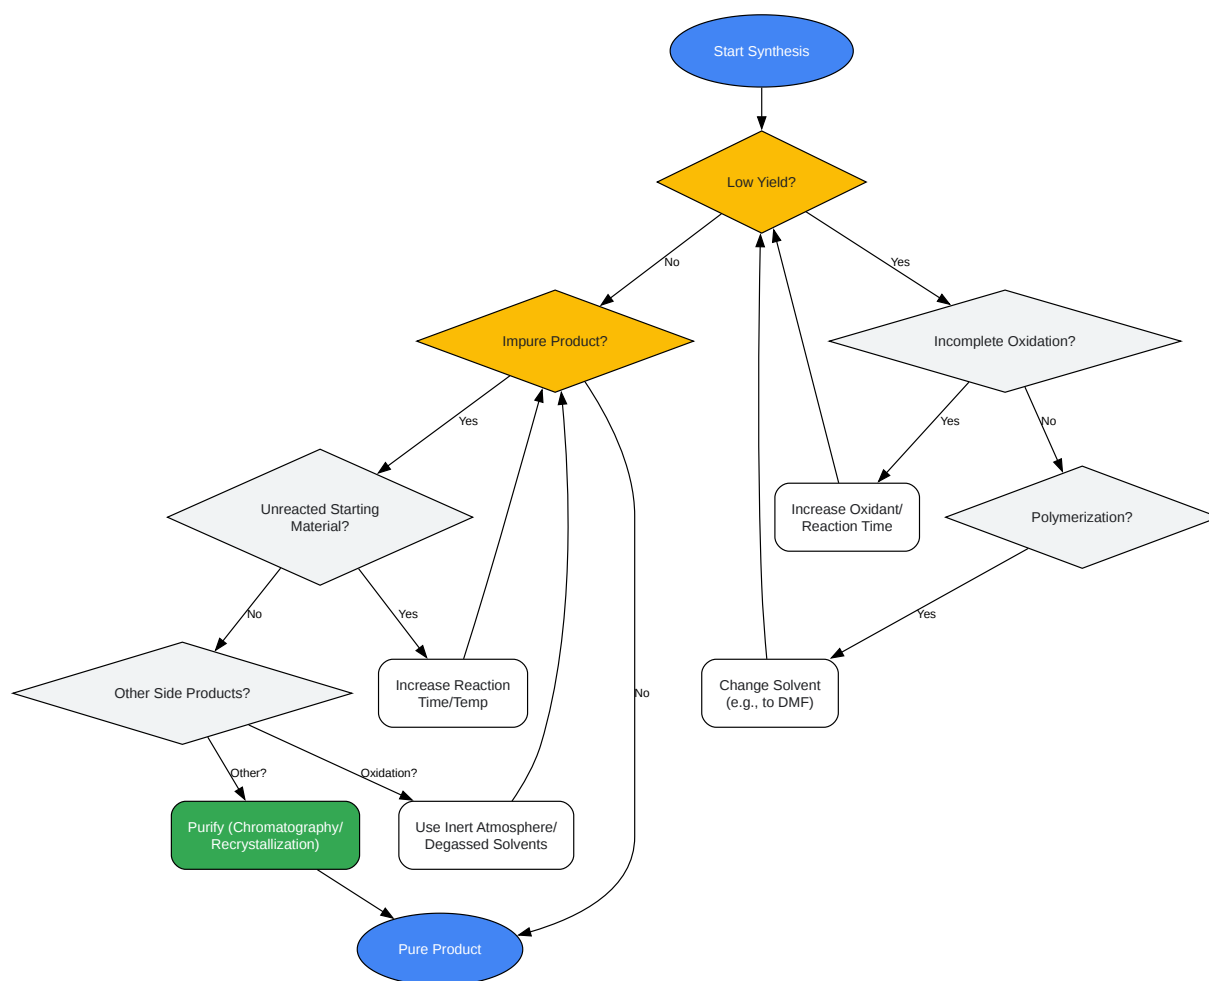 Start Synthesis
Low Yield?
No
Yes
Impure Product?
Incomplete Oxidation?
Yes
Yes
No
Unreacted Starting
Material?
Increase Oxidant/
Reaction Time
Polymerization?
No
Yes
Yes
Other Side Products?
Increase Reaction
Time/Temp
No
Change Solvent
(e.g., to DMF)
Other?
Oxidation?
Purify (Chromatography/
Recrystallization)
Use Inert Atmosphere/
Degassed Solvents
Pure Product